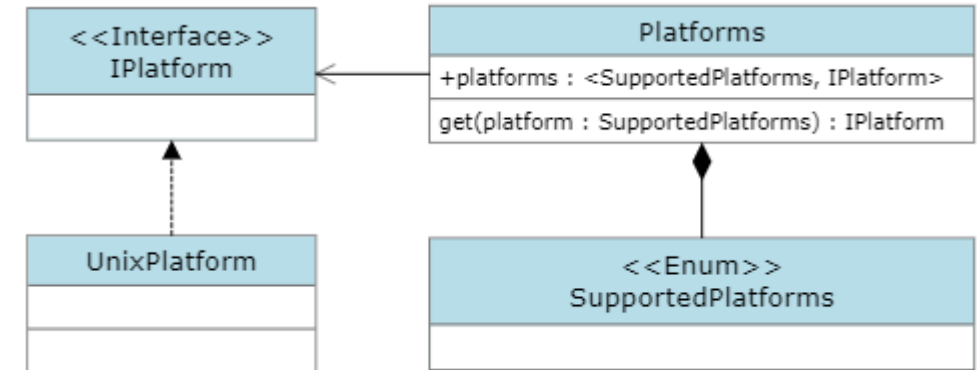 <<Interface>>
IPlatform
Platforms
+platforms : <SupportedPlatforms, IPlatform>
get(platform : SupportedPlatforms) : IPlatform
UnixPlatform
<<Enum>>
SupportedPlatforms